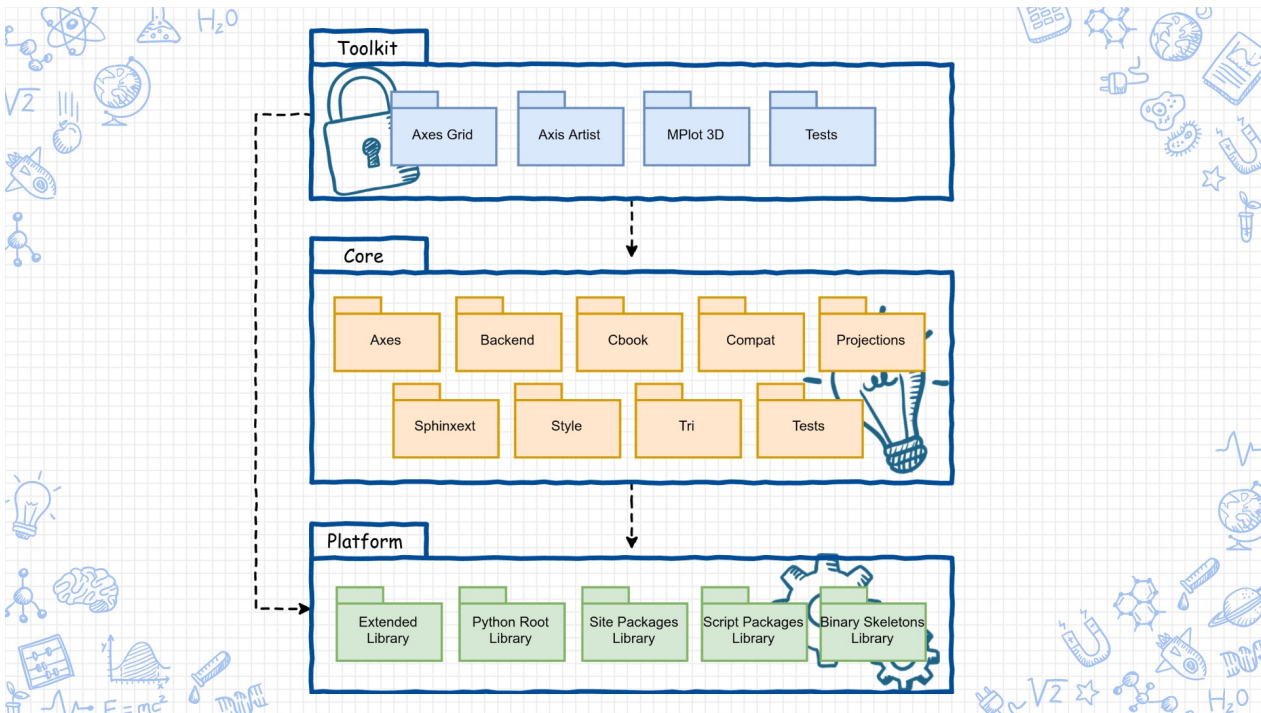 H₂O
√2
Toolkit
Axes Grid
Axis Artist
MPlot 3D
Tests
Core
Axes
Backend
Cbook
Compat
Projections
Sphinxext
Style
Tri
Tests
Platform
Extended
Library
Python Root
Library
Site Packages
Library
Script Packages
Library
Binary Skeletons
Library
y
x
E=mc²
√2
H₂O